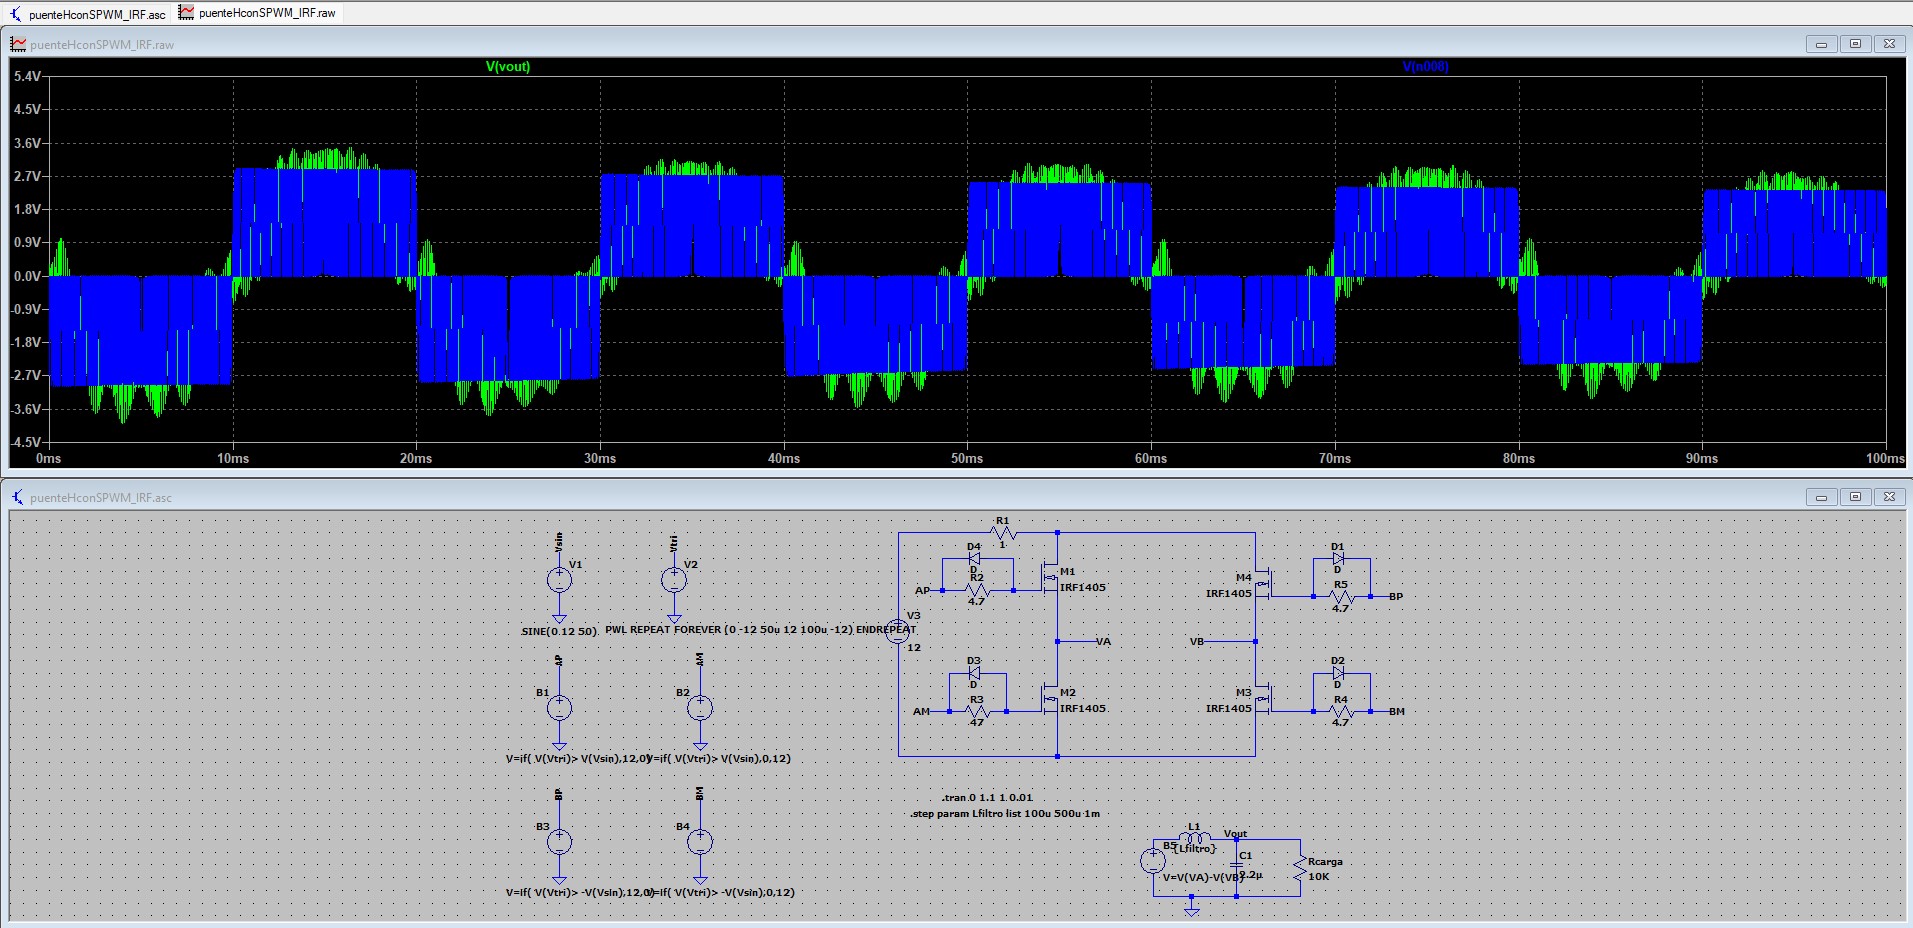 puenteHconSPWM_IRF.asc puenteHconSPWM_IRF.raw
puenteHconSPWM_IRF.raw
V(vout) V(n008)
5.4V
4.5V
3.6V
2.7V
1.8V
0.9V
0.0V
-0.9V
-1.8V
-2.7V
-3.6V
-4.5V
0ms 10ms 20ms 30ms 40ms 50ms 60ms 70ms 80ms 90ms 100ms
puenteHconSPWM_IRF.asc
Vsin
V1
SINE(0 12 50)
Vtri
V2
PWL REPEAT FOREVER (0 -12 50u 12 100u -12) ENDREPEAT
AP
B1
V=if( V(Vtri)> V(Vsin),12,0)
AM
B2
V=if( V(Vtri)> V(Vsin),0,12)
BP
B3
V=if( V(Vtri)> -V(Vsin),12,0)
BM
B4
V=if( V(Vtri)> -V(Vsin),0,12)
R1
1
D4
D
R2
4.7
AP
M1
IRF1405
V3
12
VA
D3
D
R3
47
AM
M2
IRF1405
D1
D
R5
4.7
BP
M4
IRF1405
VB
D2
D
R4
4.7
BM
M3
IRF1405
.tran 0 1.1 1 0.01
.step param Lfiltro list 100u 500u 1m
L1
{Lfiltro}
Vout
B5
V=V(VA)-V(VB)
C1
2.2µ
Rcarga
10K